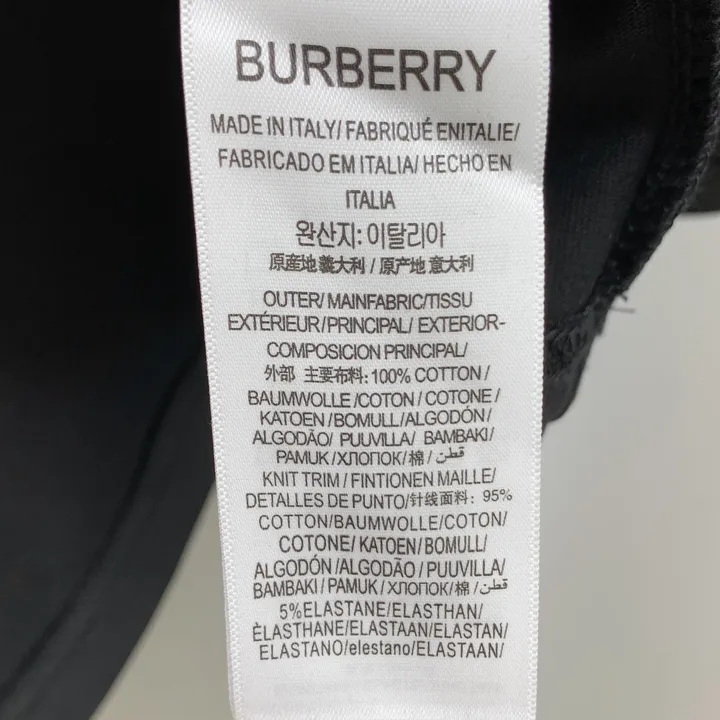 BURBERRY
MADE IN ITALY/ FABRIQUÉ ENITALIE/
FABRICADO EM ITALIA/ HECHO EN
ITALIA
완산지: 이탈리아
原産地義大利 / 原产地 意大利
OUTER/ MAINFABRIC/TISSU
EXTÉRIEUR/PRINCIPAL/ EXTERIOR-
COMPOSICION PRINCIPAL/
外部 主要布料: 100% COTTON /
BAUMWOLLE /COTON / COTONE /
KATOEN /BOMULL/ALGODÓN/
ALGODÃO/ PUUVILLA/ BAMBAKI/
PAMUK /ХЛОПОК/棉 / قطن /
KNIT TRIM / FINTIONEN MAILLE/
DETALLES DE PUNTO/针线面料: 95%
COTTON/BAUMWOLLE/COTON/
COTONE/ KATOEN/ BOMULL/
ALGODÓN /ALGODÃO / PUUVILLA/
BAMBAKI / PAMUK /ХЛОПОК/棉 / قطن/
5%ELASTANE/ELASTHAN/
ÈLASTHANE/ELASTAAN/ELASTAN/
ELASTANO/elestano/ELASTAAN/